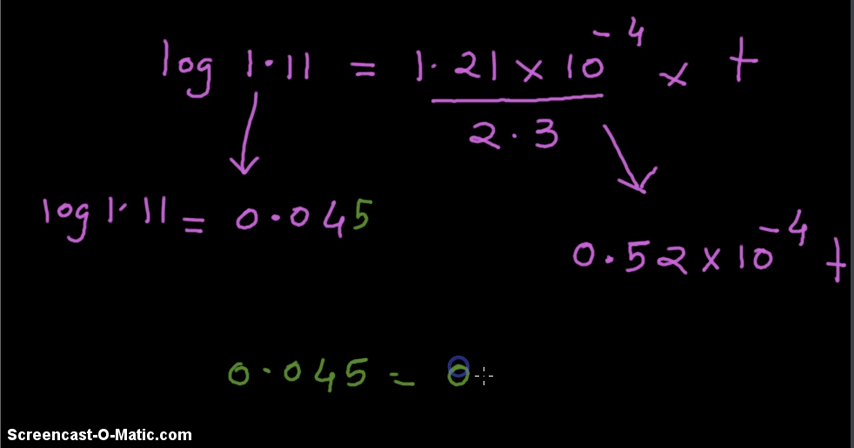 log 1.11 = 1.21 × 10⁻⁴ × t
2.3
log 1.11 = 0.045
0.52 × 10⁻⁴ t
0.045 = 0
Screencast-O-Matic.com